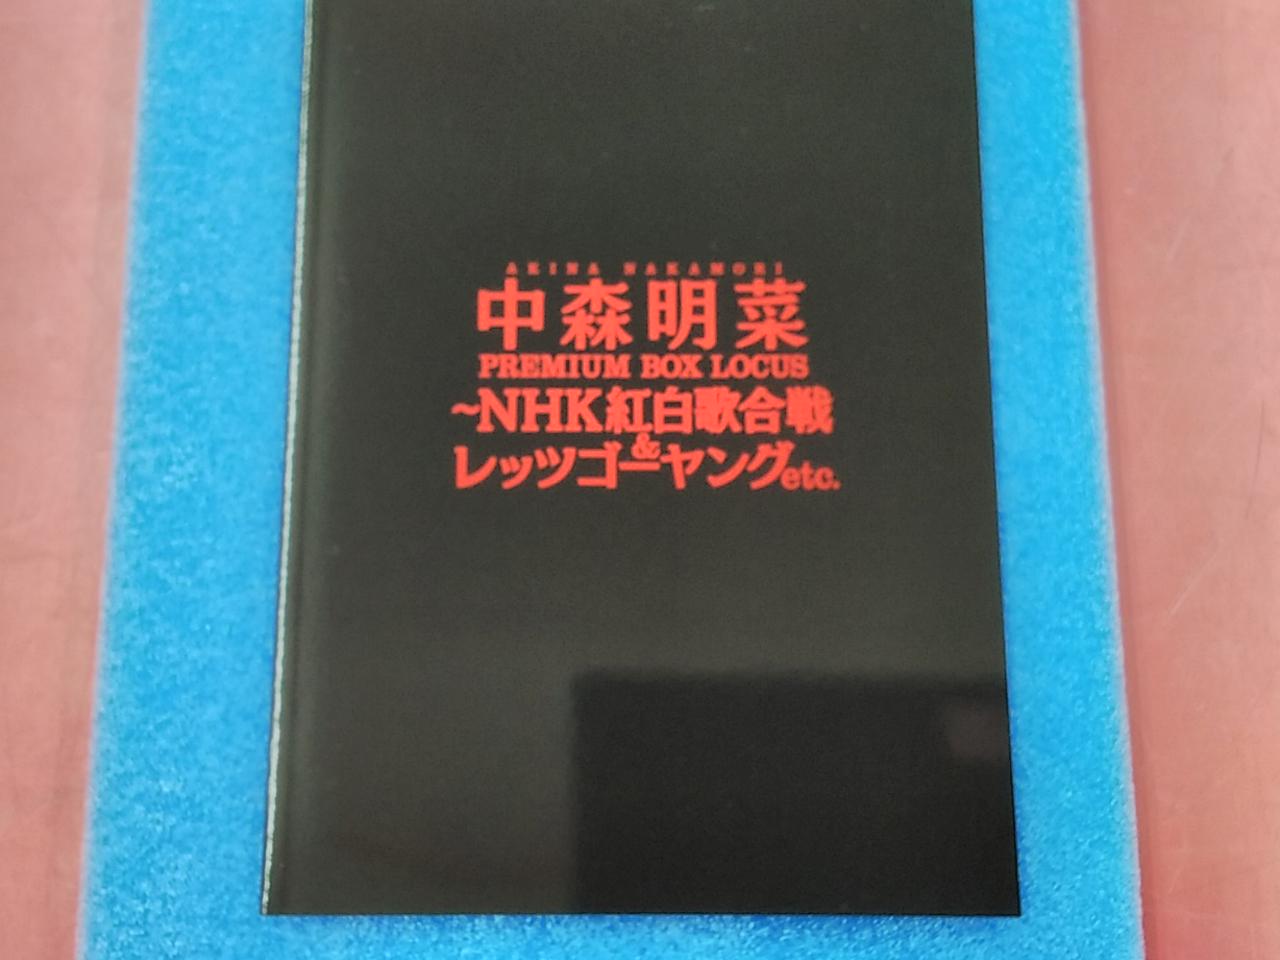 AKINA NAKAMORI
中森明菜
PREMIUM BOX LOCUS
~NHK紅白歌合戦
&
レッツゴーヤングetc.